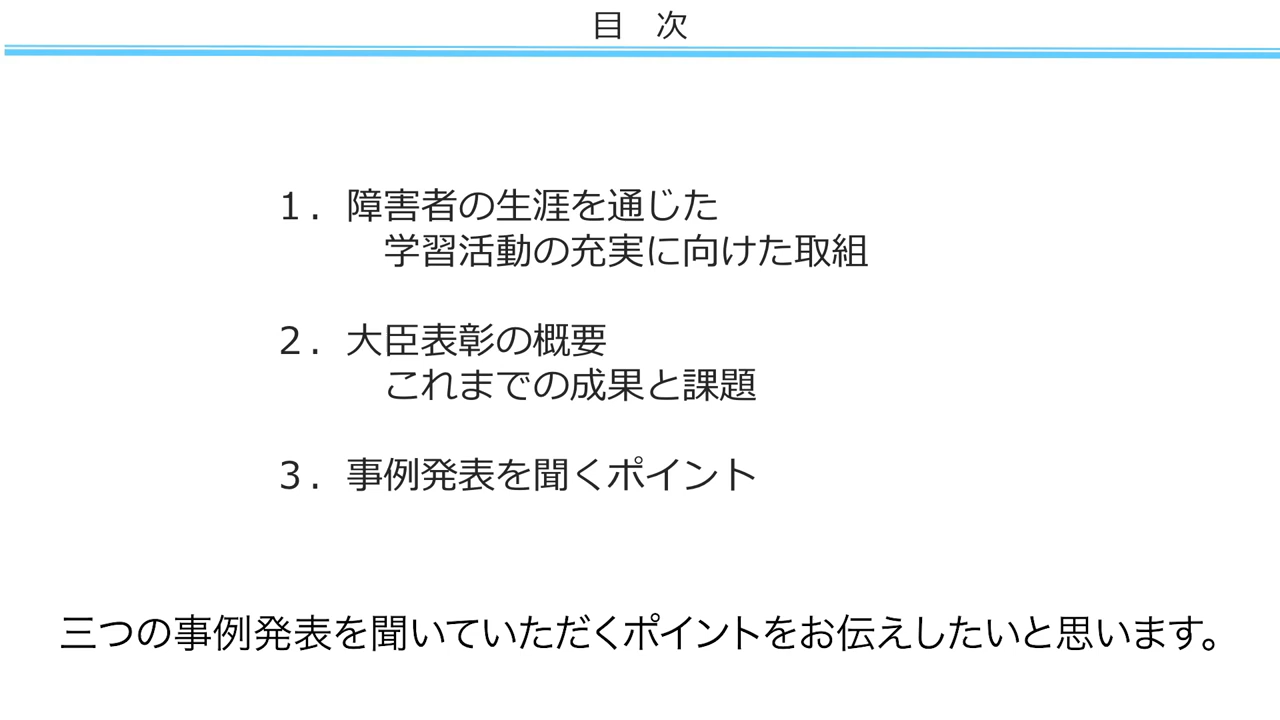 目　次
１．障害者の生涯を通じた
学習活動の充実に向けた取組
２．大臣表彰の概要
これまでの成果と課題
３．事例発表を聞くポイント
三つの事例発表を聞いていただくポイントをお伝えしたいと思います。